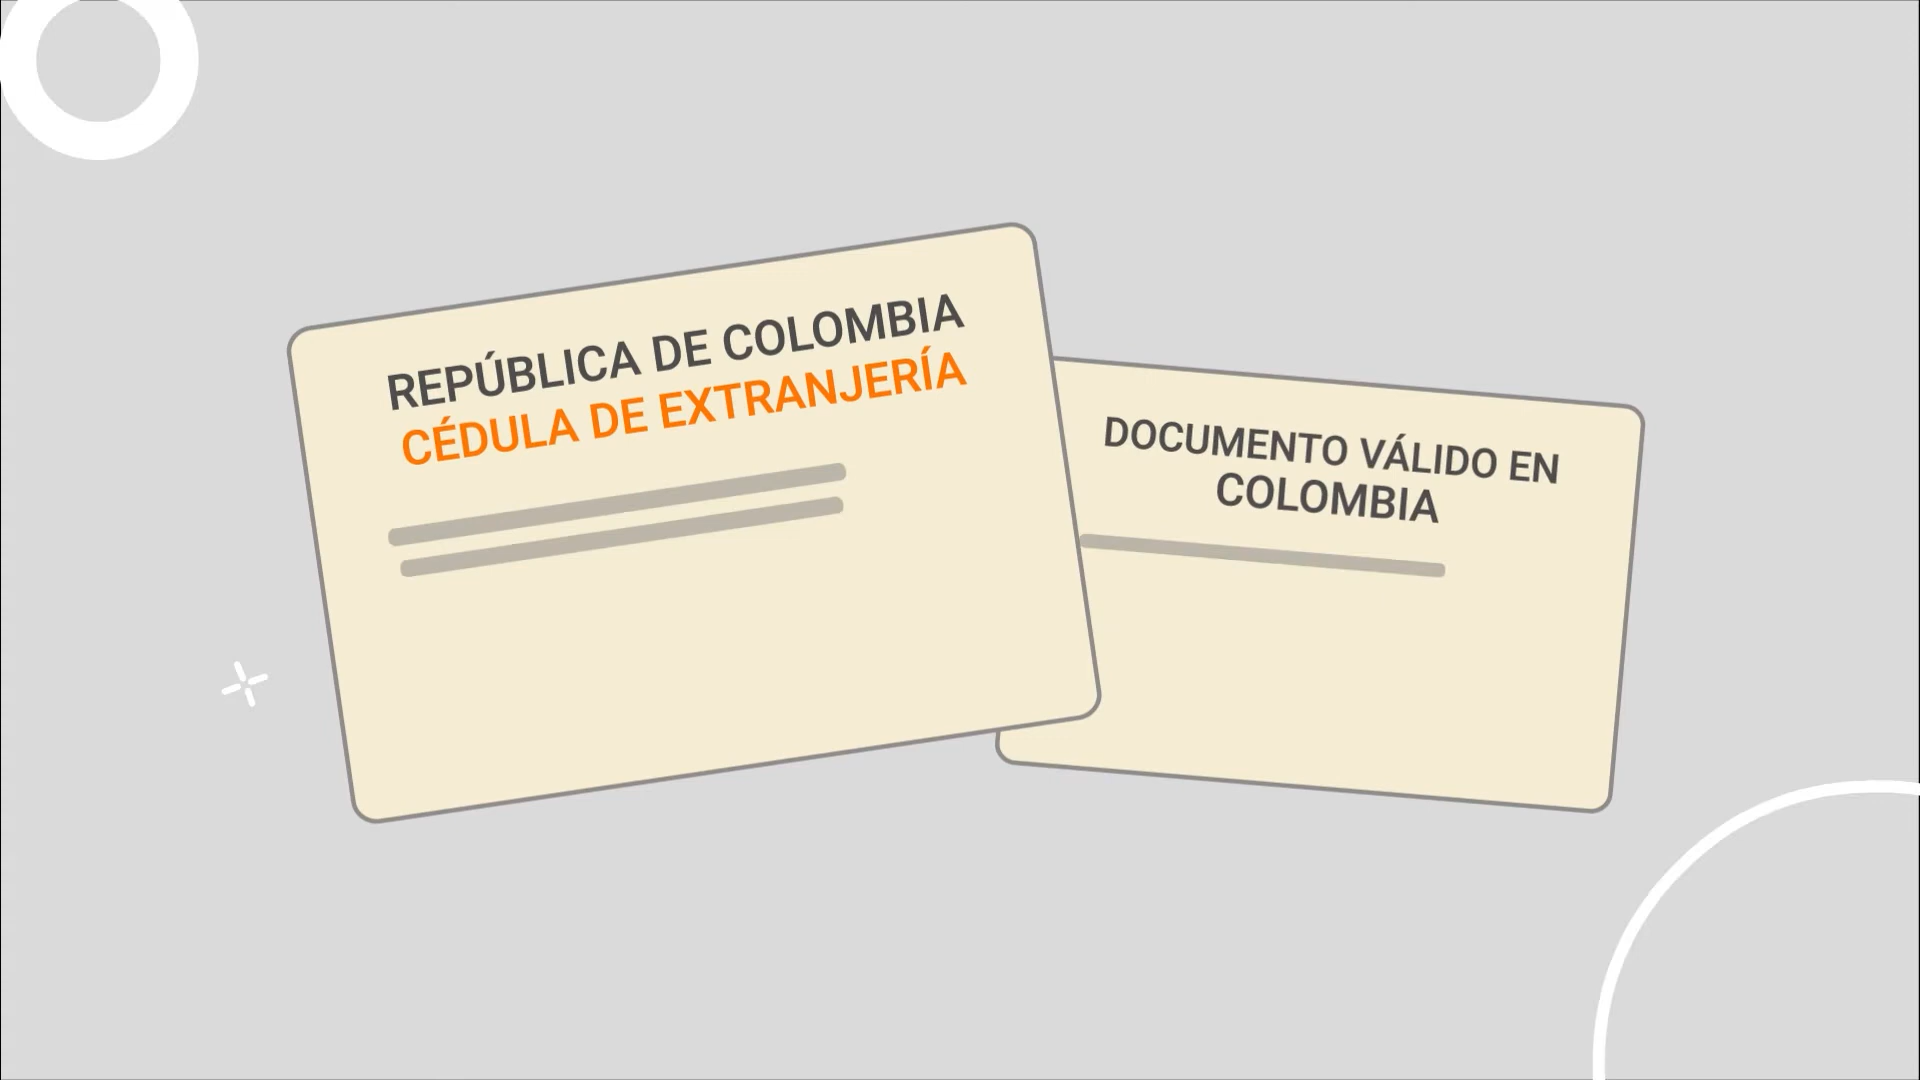 REPÚBLICA DE COLOMBIA
CÉDULA DE EXTRANJERÍA
DOCUMENTO VÁLIDO EN
COLOMBIA